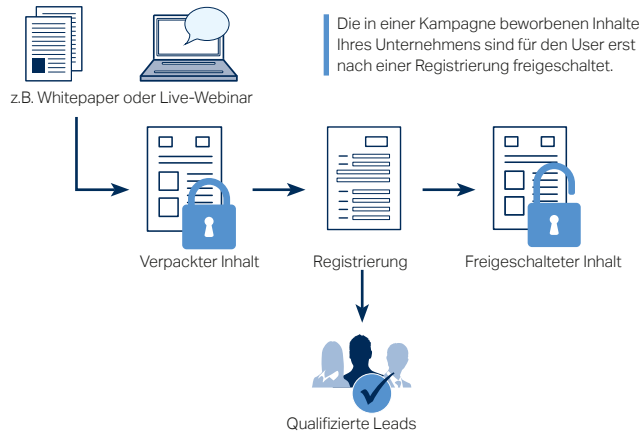 Die in einer Kampagne beworbenen Inhalte
Ihres Unternehmens sind für den User erst
nach einer Registrierung freigeschaltet.
z.B. Whitepaper oder Live-Webinar
Verpackter Inhalt
Registrierung
Freigeschalteter Inhalt
Qualifizierte Leads